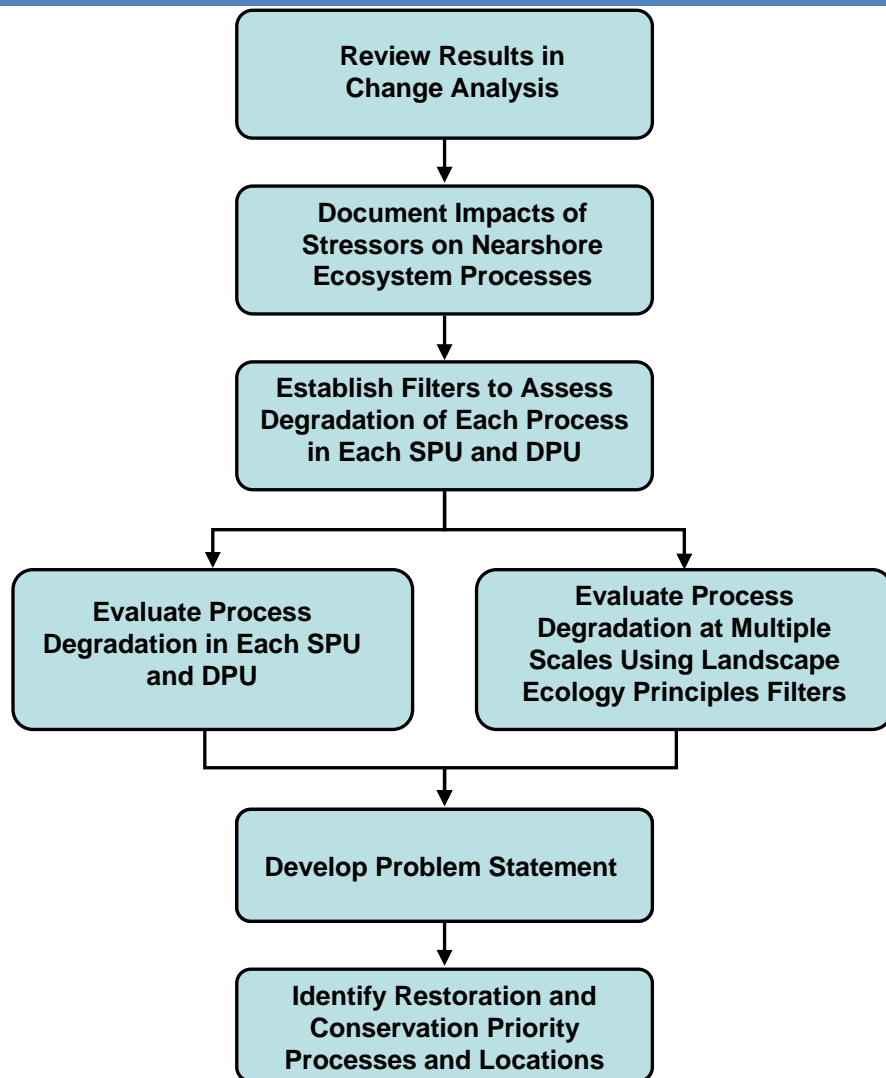 Review Results in
Change Analysis
Document Impacts of
Stressors on Nearshore
Ecosystem Processes
Establish Filters to Assess
Degradation of Each Process
in Each SPU and DPU
Evaluate Process
Degradation in Each SPU
and DPU
Evaluate Process
Degradation at Multiple
Scales Using Landscape
Ecology Principles Filters
Develop Problem Statement
Identify Restoration and
Conservation Priority
Processes and Locations